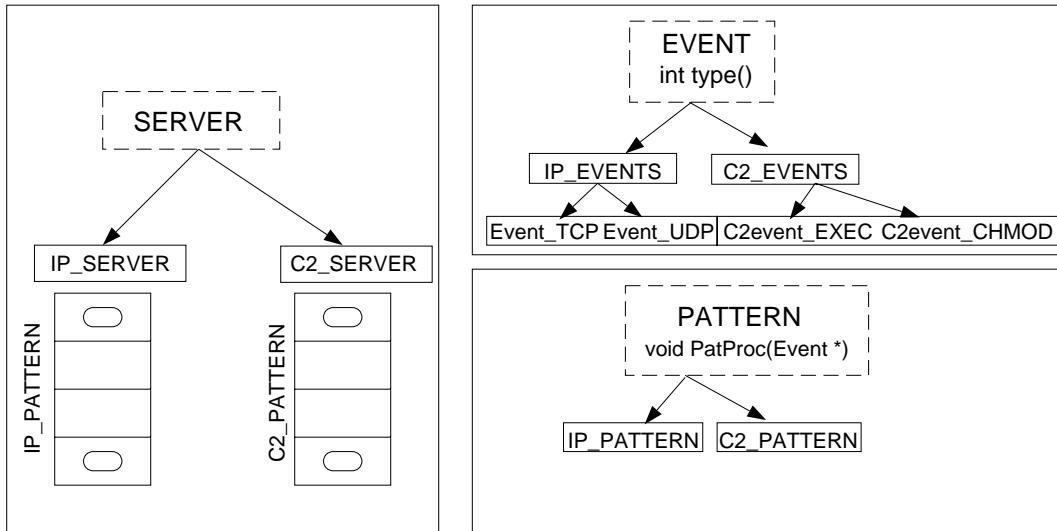 SERVER
IP_SERVER
C2_SERVER
IP_PATTERN
C2_PATTERN
EVENT
int type()
IP_EVENTS
C2_EVENTS
Event_TCP Event_UDP
C2event_EXEC C2event_CHMOD
PATTERN
void PatProc(Event *)
IP_PATTERN
C2_PATTERN